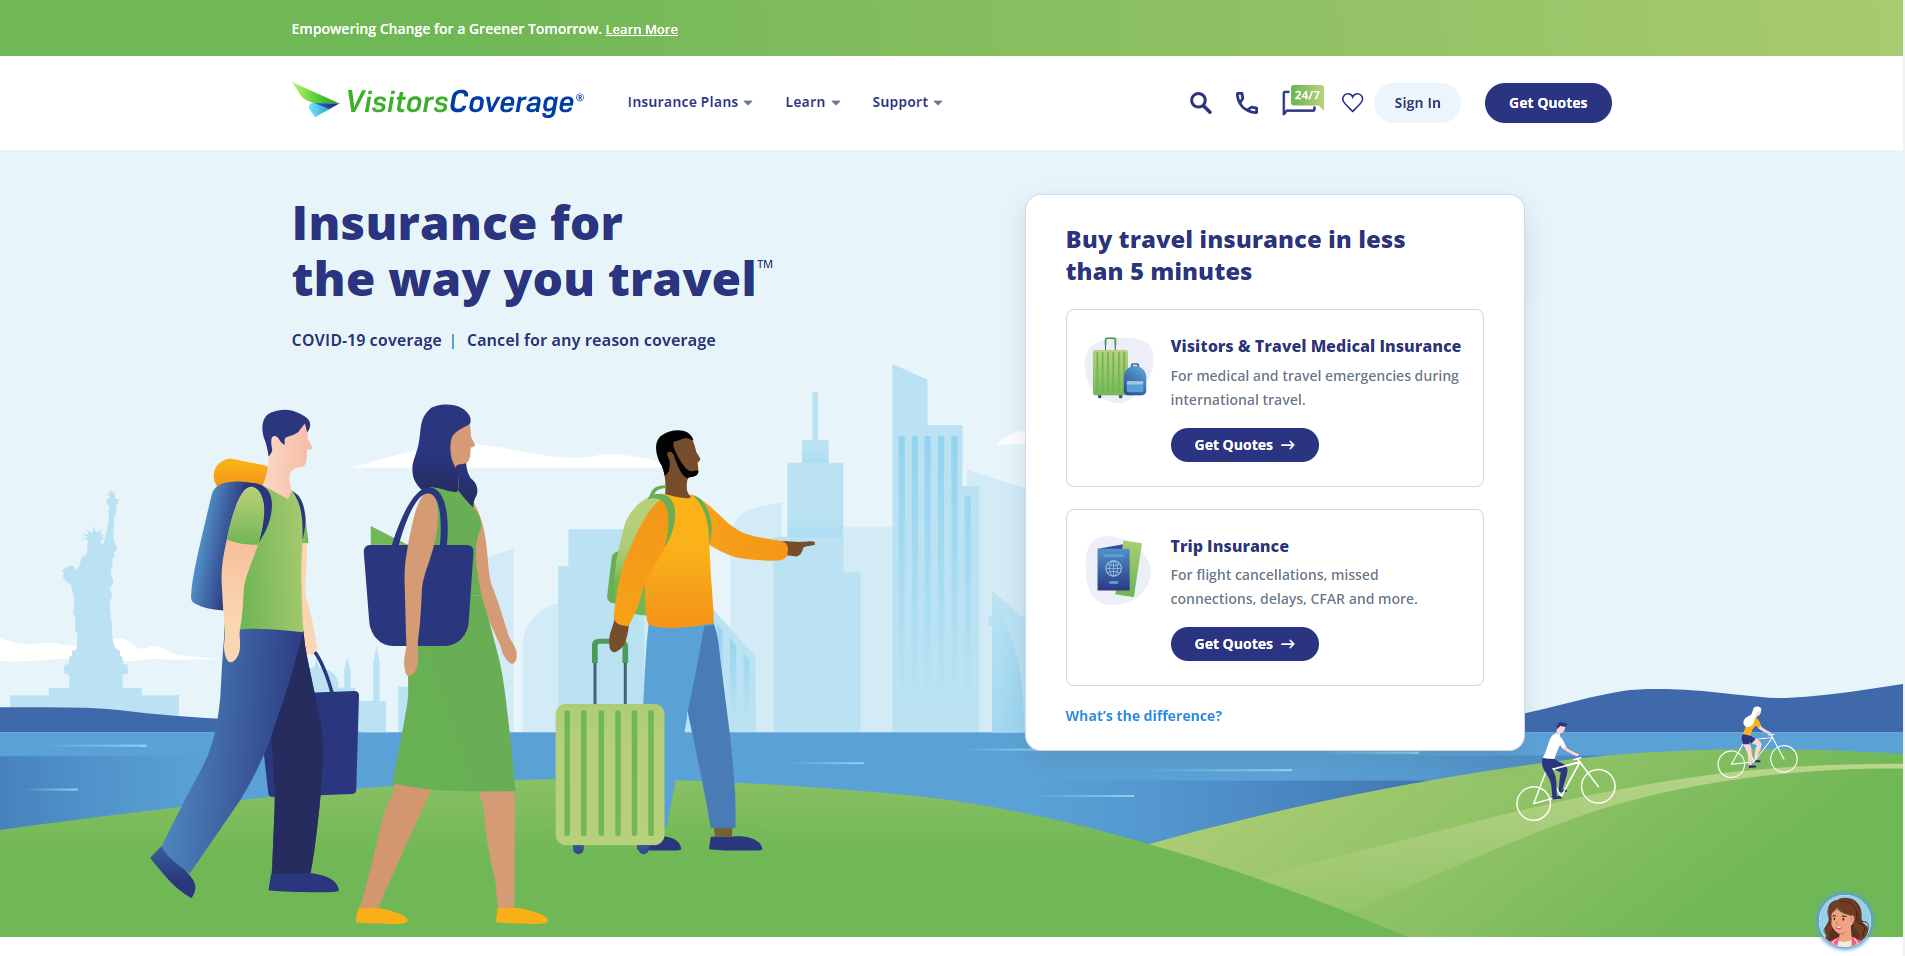 Empowering Change for a Greener Tomorrow. Learn More
VisitorsCoverage®
Insurance Plans
Learn
Support
24/7
Sign In
Get Quotes
Insurance for
the way you travel™
COVID-19 coverage | Cancel for any reason coverage
Buy travel insurance in less
than 5 minutes
Visitors & Travel Medical Insurance
For medical and travel emergencies during
international travel.
Get Quotes →
Trip Insurance
For flight cancellations, missed
connections, delays, CFAR and more.
Get Quotes →
What’s the difference?